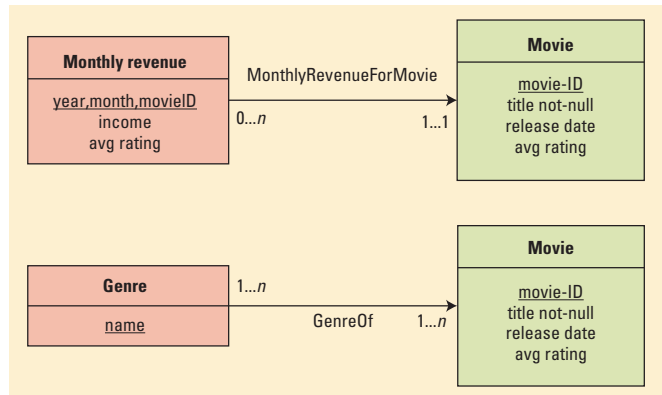 Monthly revenue
year,month,movieID
income
avg rating
MonthlyRevenueForMovie
0...n
1...1
Movie
movie-ID
title not-null
release date
avg rating
Genre
name
1...n
GenreOf
1...n
Movie
movie-ID
title not-null
release date
avg rating